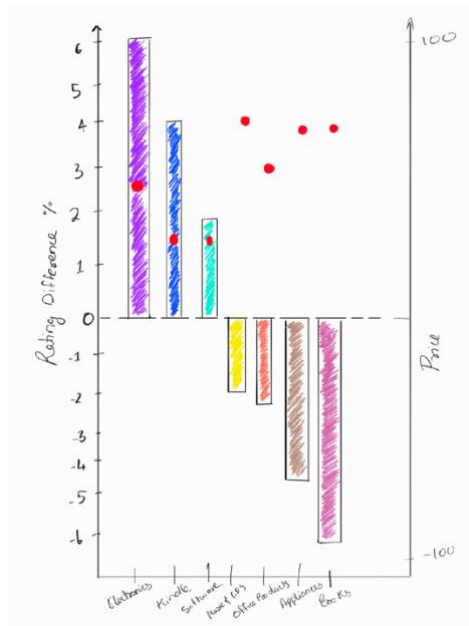 6
5
4
3
2
1
0
-1
-2
-3
-4
-5
-6
Rating Difference %
100
Price
-100
Electronics
Kindle
Software
Music & CDs
Office Products
Appliances
Books